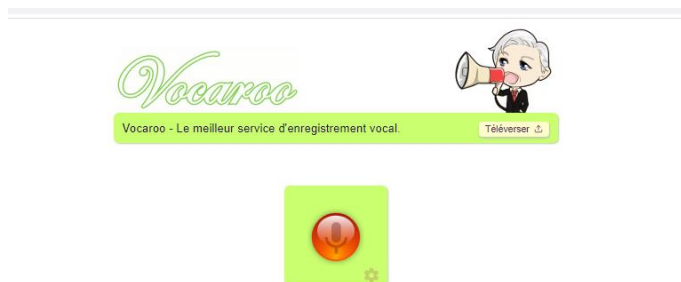 Vocaroo
Vocaroo - Le meilleur service d'enregistrement vocal.
Téléverser